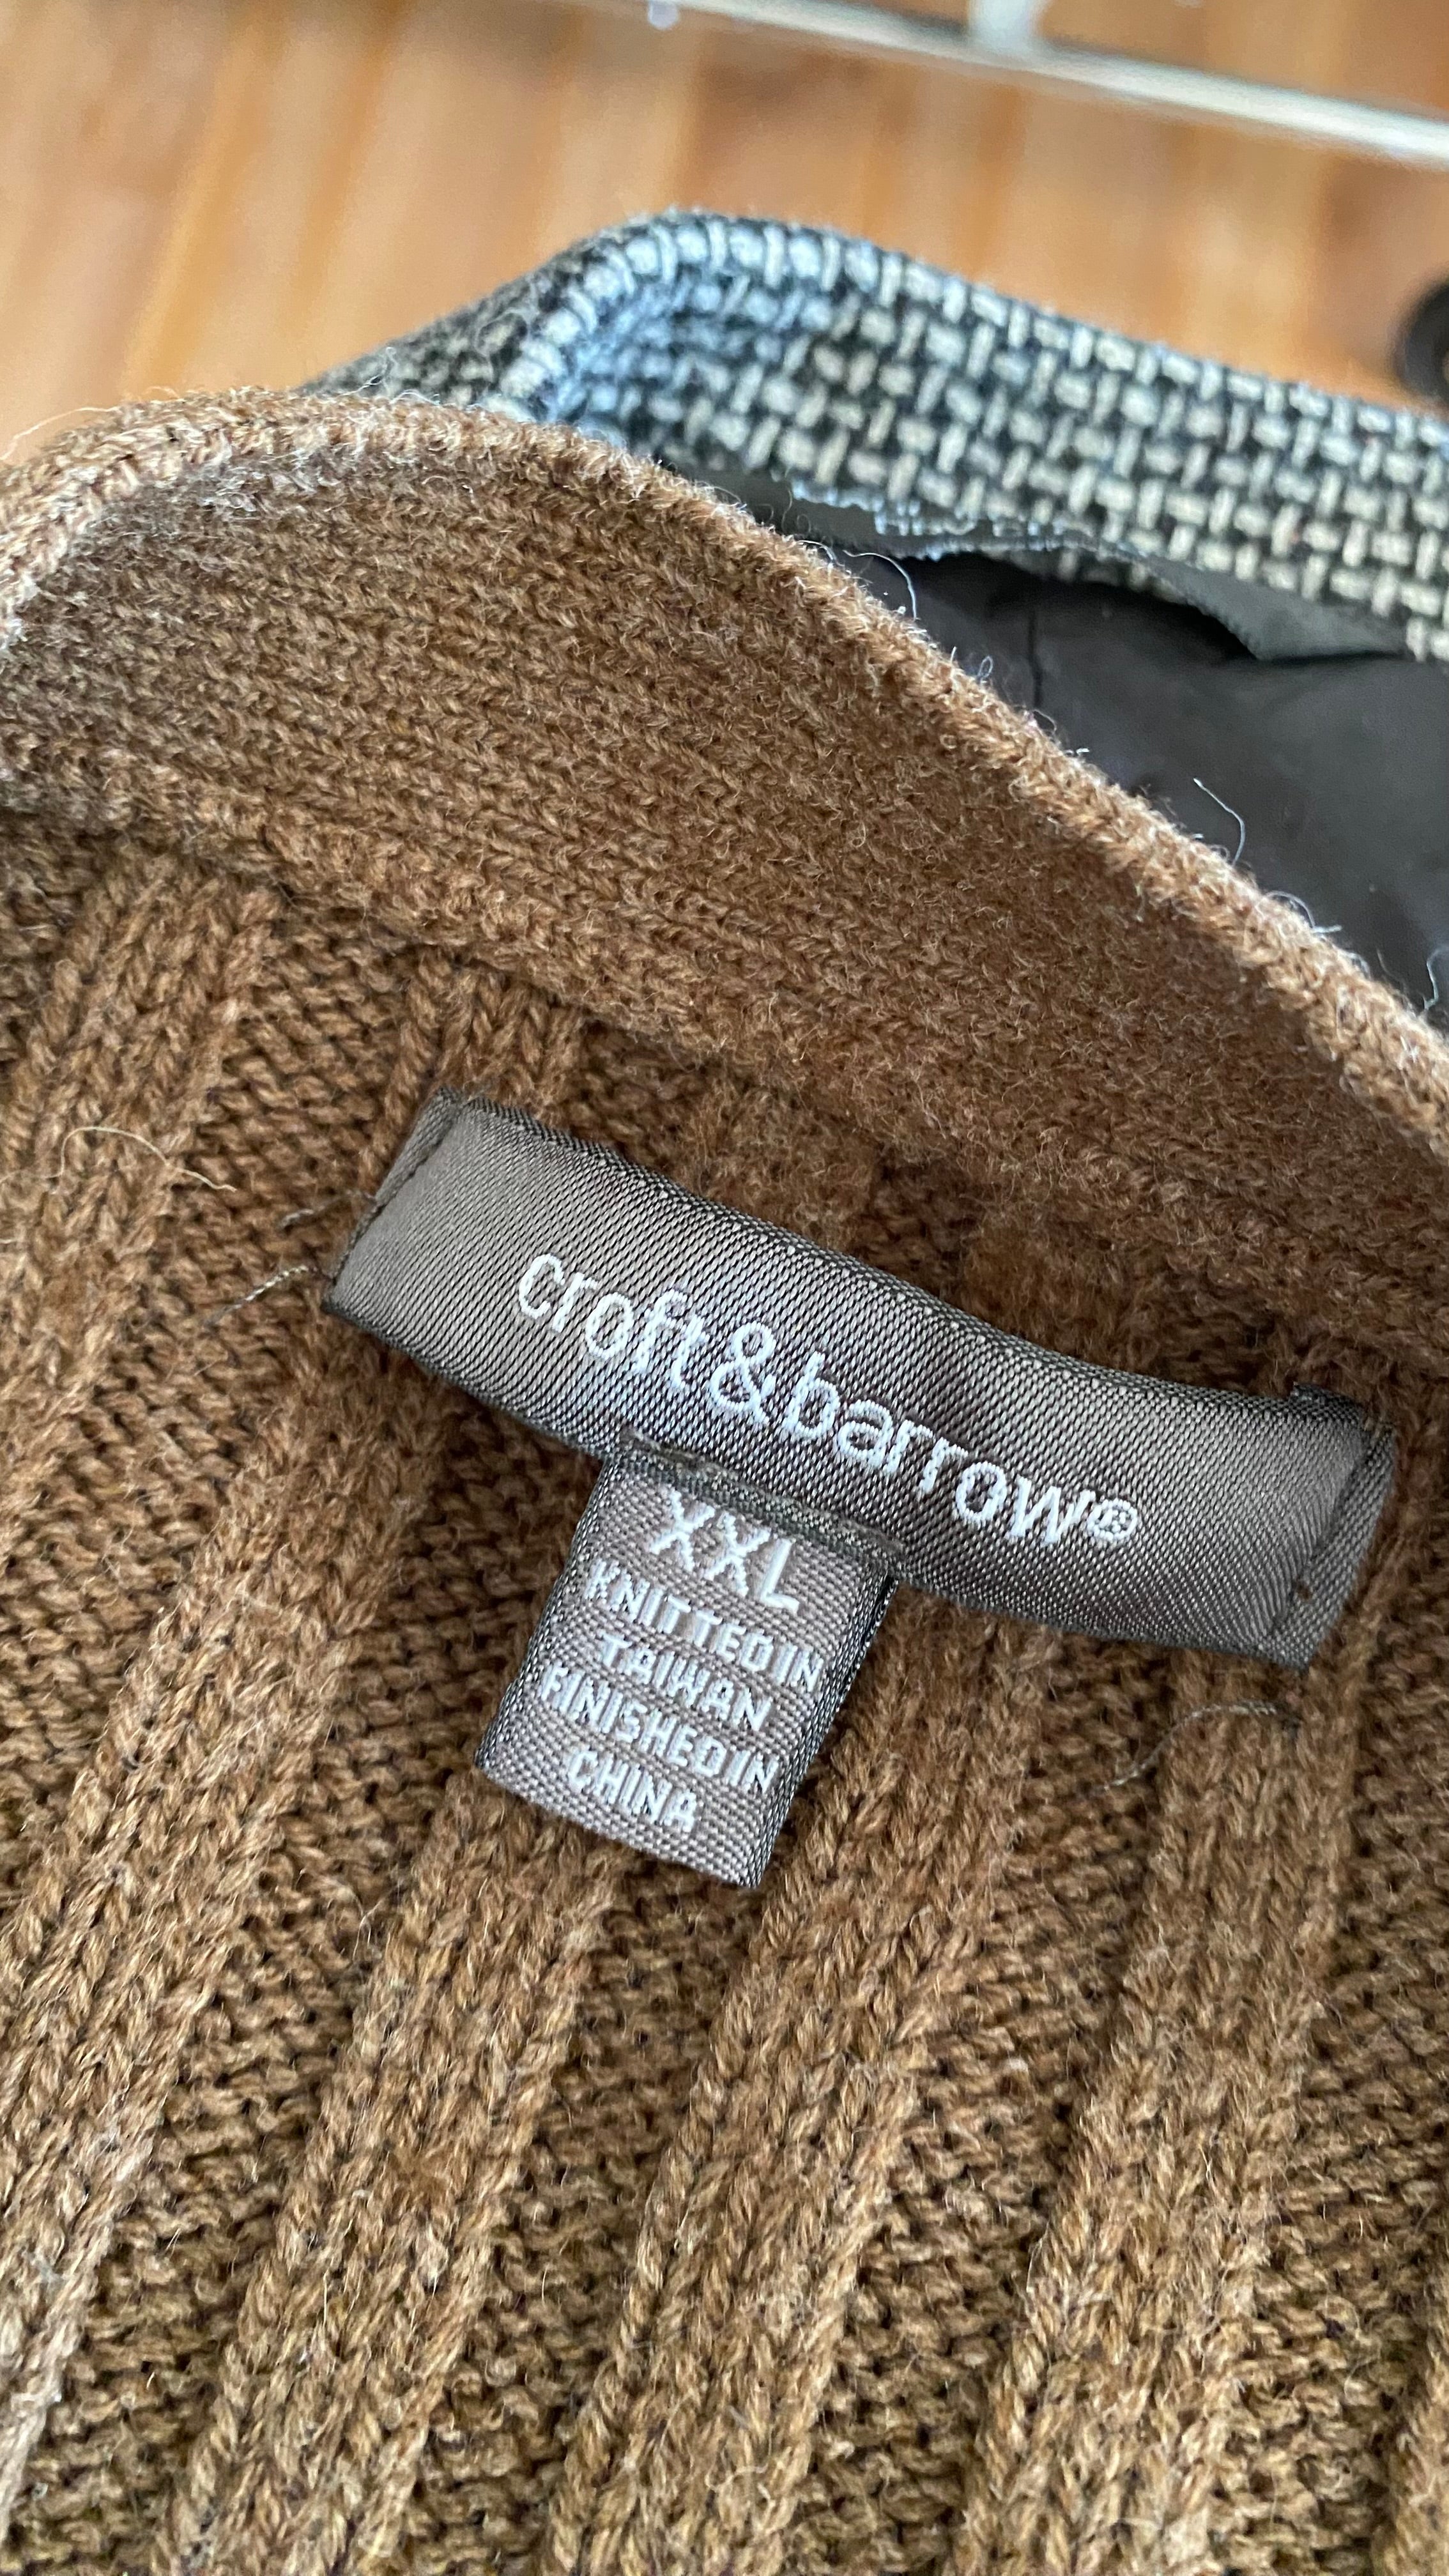 croft&barrow®
XXL
KNITTED IN
TAIWAN
FINISHED IN
CHINA